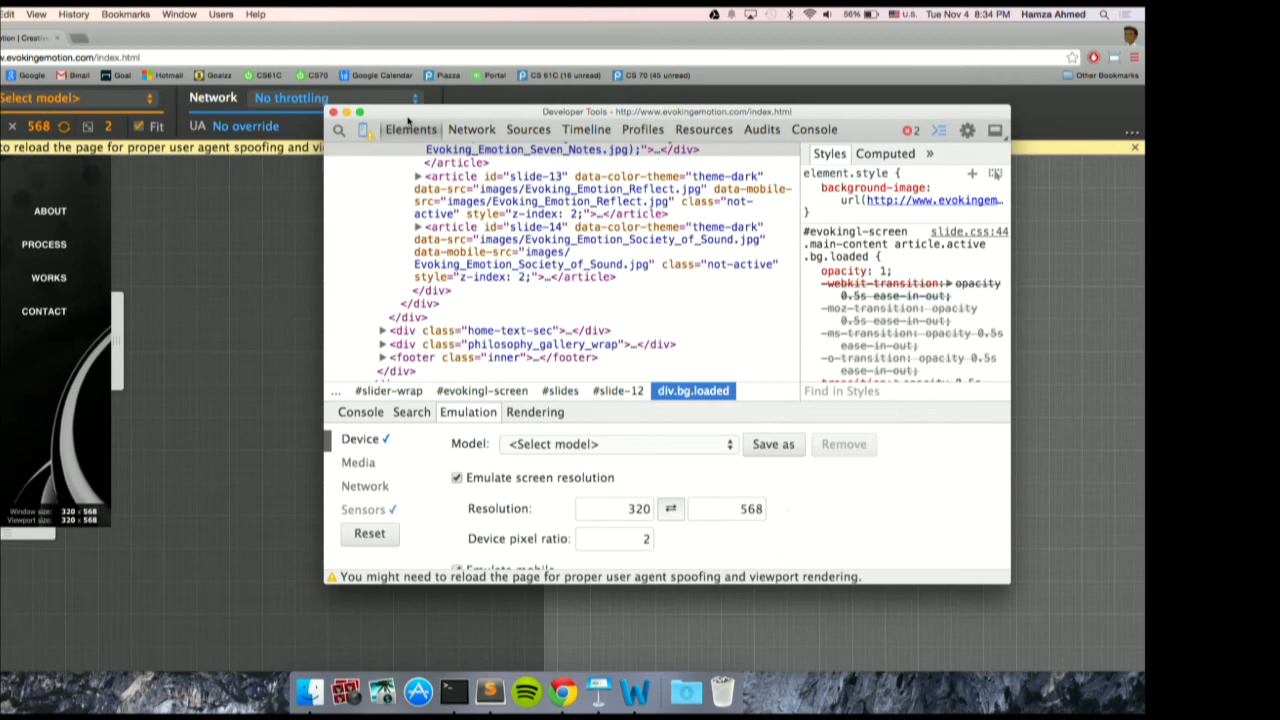 Edit View History Bookmarks Window Users Help 56% U.S. Tue Nov 4 8:34 PM Hamza Ahmed
w.evokingemotion.com/index.html
Google Gmail Goal Hotmail Goalzz CS61C CS70 Google Calendar Piazza Portal CS 61C (16 unread) CS 70 (45 unread) Other Bookmarks
Select model> Network No throttling
× 568 2 Fit UA No override ...
to reload the page for proper user agent spoofing and vi
ABOUT
PROCESS
WORKS
CONTACT
Window size: 320 x 568
Viewport size: 320 x 568
Developer Tools - http://www.evokingemotion.com/index.html
Elements Network Sources Timeline Profiles Resources Audits Console 2
Evoking_Emotion_Seven_Notes.jpg);">…</div>
</article>
▶<article id="slide-13" data-color-theme="theme-dark"
data-src="images/Evoking_Emotion_Reflect.jpg" data-mobile-
src="images/Evoking_Emotion_Reflect.jpg" class="not-
active" style="z-index: 2;">…</article>
▶<article id="slide-14" data-color-theme="theme-dark"
data-src="images/Evoking_Emotion_Society_of_Sound.jpg"
data-mobile-src="images/
Evoking_Emotion_Society_of_Sound.jpg" class="not-active"
style="z-index: 2;">…</article>
</div>
</div>
</div>
▶<div class="home-text-sec">…</div>
▶<div class="philosophy_gallery_wrap">…</div>
▶<footer class="inner">…</footer>
</div>
... #slider-wrap #evokingl-screen #slides #slide-12 div.bg.loaded
Styles Computed »
element.style {
background-image:
url(http://www.evokingem…
}
#evokingl-screen slide.css:44
.main-content article.active
.bg.loaded {
opacity: 1;
-webkit-transition:▶opacity
0.5s ease-in-out;
-moz-transition: opacity
0.5s ease-in-out;
-ms-transition: opacity 0.5s
ease-in-out;
-o-transition: opacity 0.5s
ease-in-out;
Find in Styles
Console Search Emulation Rendering
Device ✓
Media
Network
Sensors ✓
Reset
Model: <Select model> Save as Remove
Emulate screen resolution
Resolution: 320 568
Device pixel ratio: 2
You might need to reload the page for proper user agent spoofing and viewport rendering.